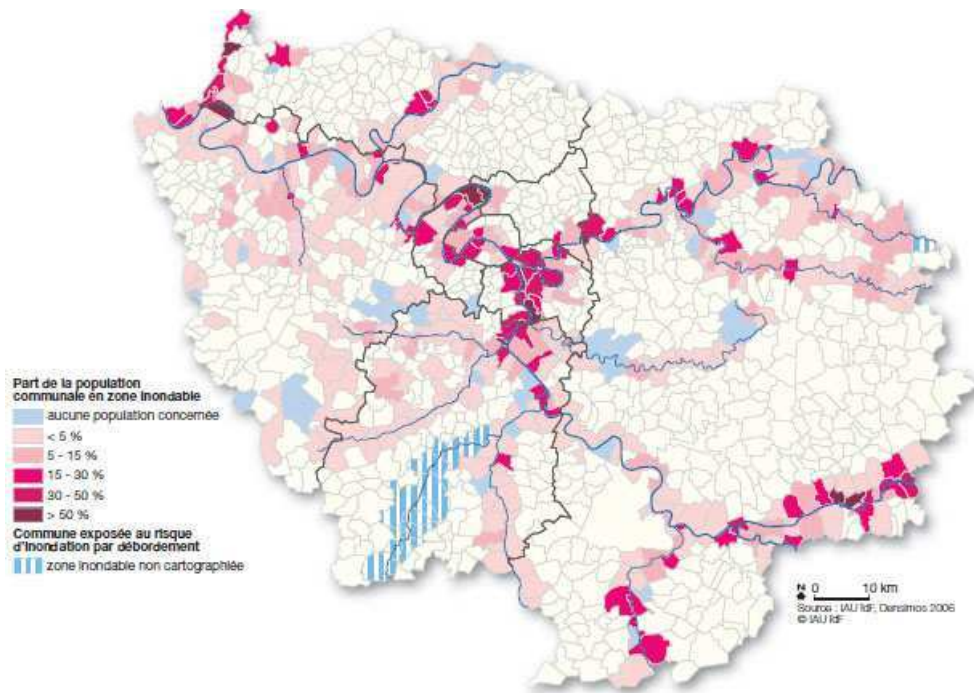 Part de la population
communale en zone inondable
aucune population concernée
< 5 %
5 - 15 %
15 - 30 %
30 - 50 %
> 50 %
Commune exposée au risque
d'inondation par débordement
zone inondable non cartographiée
N 0 10 km
Source : IAU îdF, Densimos 2006
© IAU îdF